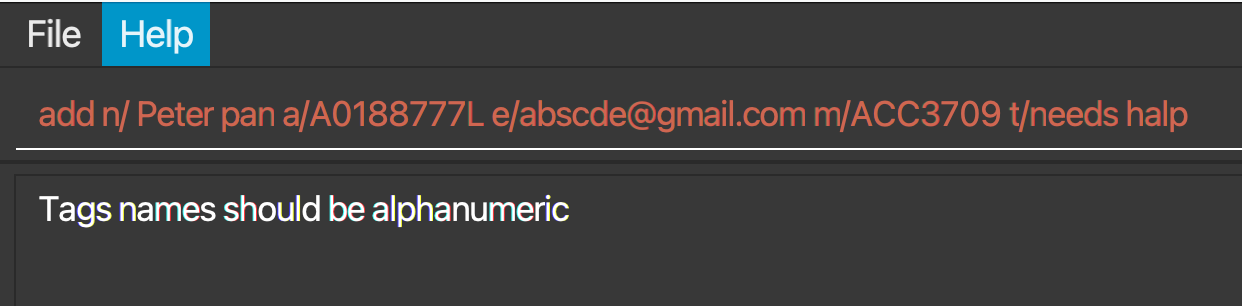 File Help
add n/ Peter pan a/A0188777L e/abscde@gmail.com m/ACC3709 t/needs halp
Tags names should be alphanumeric